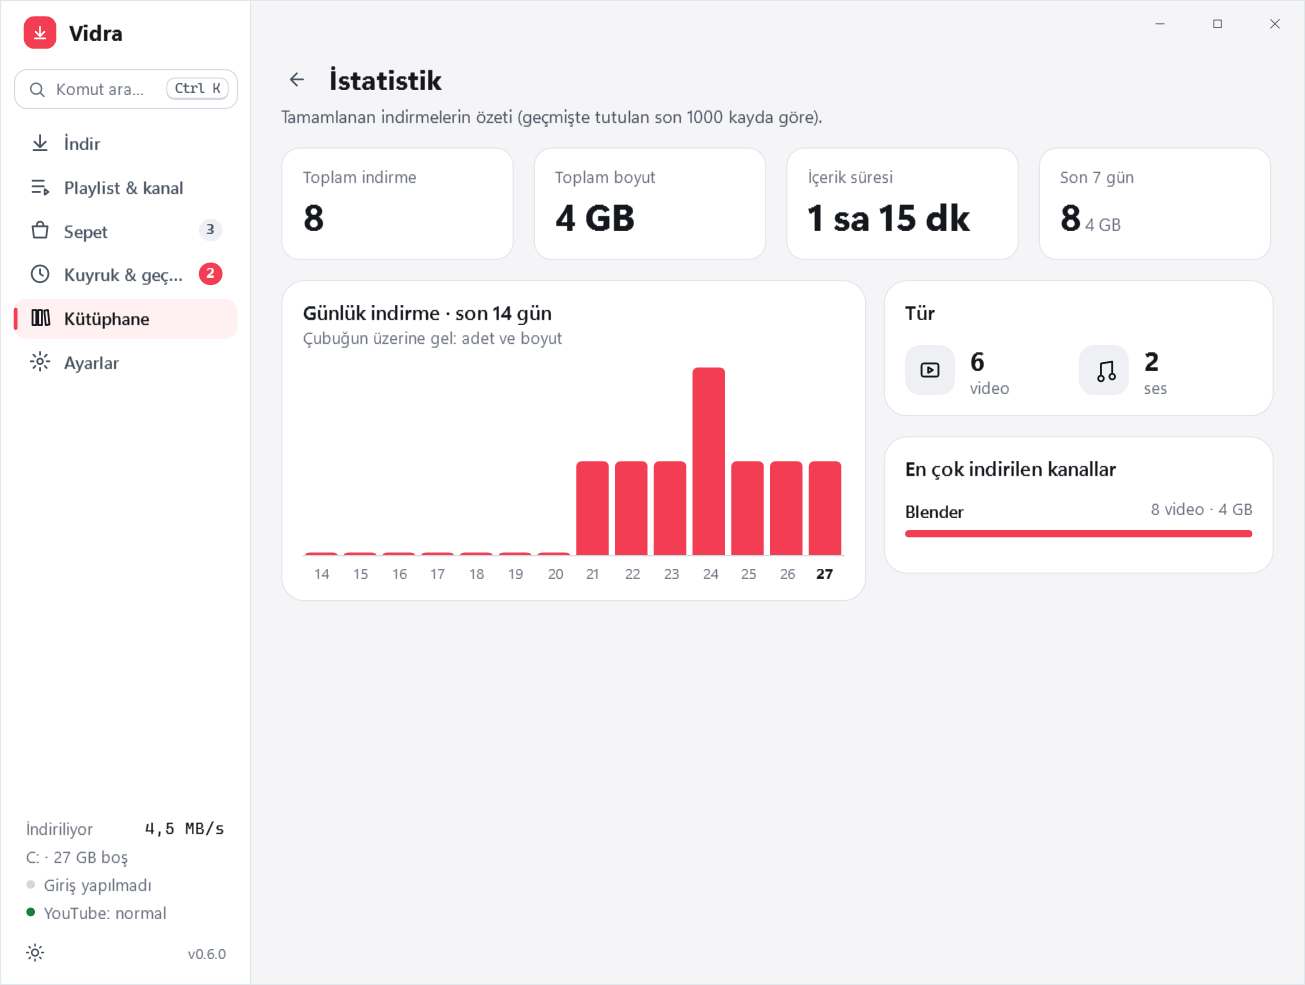 Vidra
Komut ara...
Ctrl K
İndir
Playlist & kanal
Sepet
3
Kuyruk & geç...
2
Kütüphane
Ayarlar
İndiriliyor
4,5 MB/s
C: · 27 GB boş
Giriş yapılmadı
YouTube: normal
v0.6.0
İstatistik
Tamamlanan indirmelerin özeti (geçmişte tutulan son 1000 kayda göre).
Toplam indirme
8
Toplam boyut
4 GB
İçerik süresi
1 sa 15 dk
Son 7 gün
8 4 GB
Günlük indirme · son 14 gün
Çubuğun üzerine gel: adet ve boyut
14 15 16 17 18 19 20 21 22 23 24 25 26 27
Tür
6
video
2
ses
En çok indirilen kanallar
Blender
8 video · 4 GB